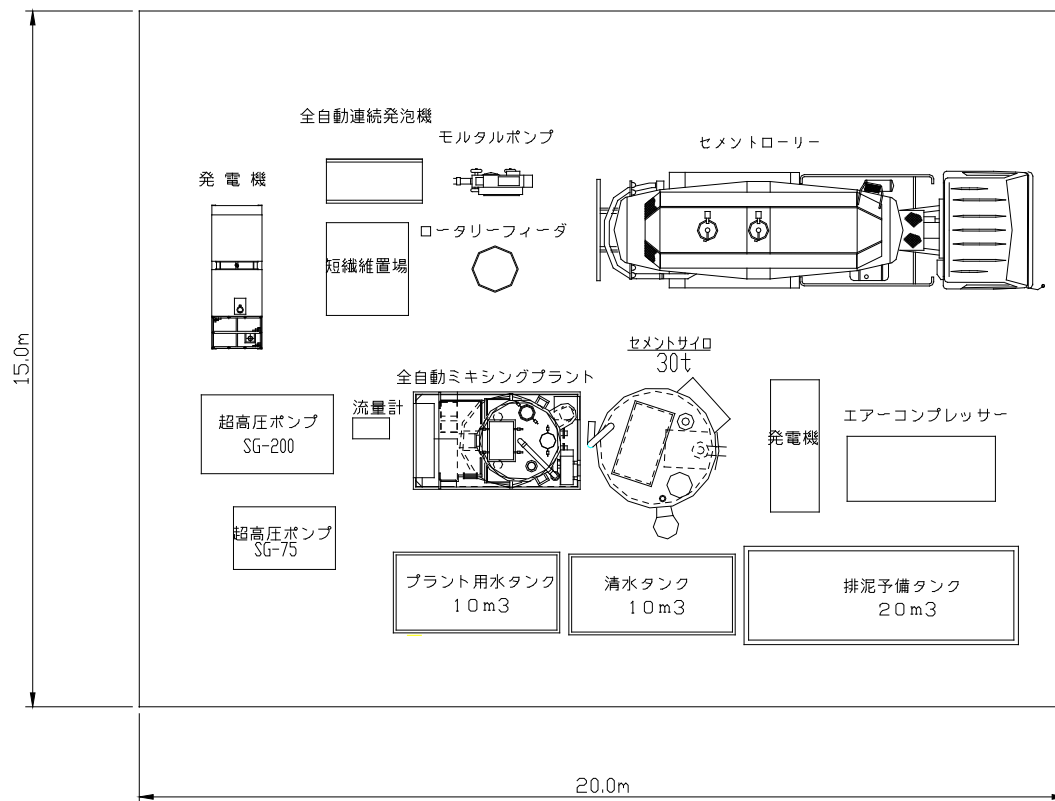 全自動連続発泡機
モルタルポンプ
セメントローリー
発 電 機
ロータリーフィーダ
短繊維置場
15.0m
セメントサイロ
30t
全自動ミキシングプラント
流量計
超高圧ポンプ
SG-200
発電機
エアーコンプレッサー
超高圧ポンプ
SG-75
プラント用水タンク
10m3
清水タンク
10m3
排泥予備タンク
20m3
20.0m